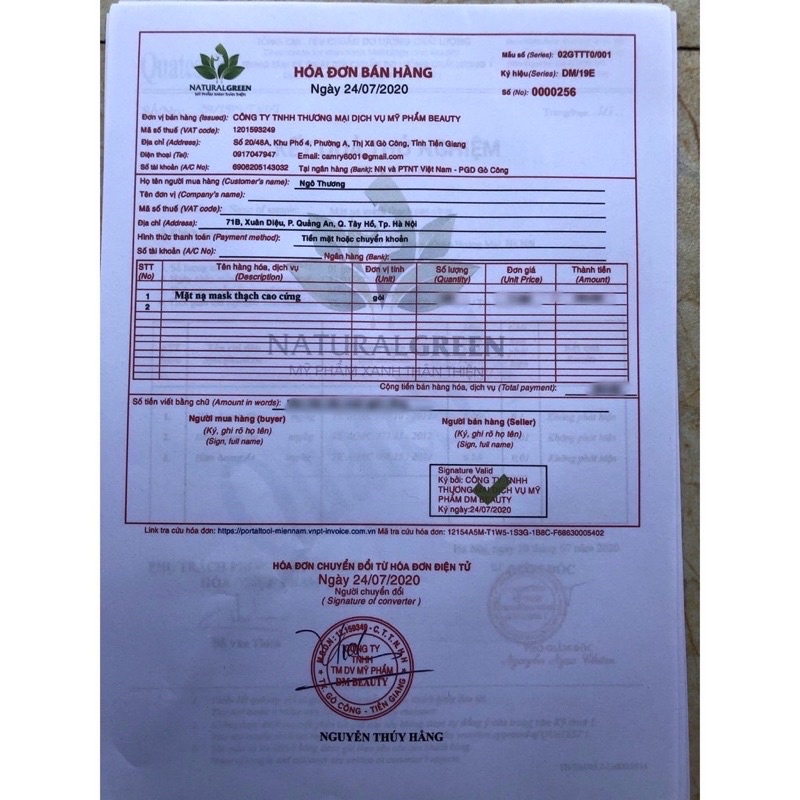 NATURALGREEN
MỸ PHẨM XANH THÂN THIỆN
HÓA ĐƠN BÁN HÀNG
Ngày 24/07/2020
Mẫu số (Series): 02GTTT0/001
Ký hiệu(Series): DM/19E
Số (No): 0000256
Đơn vị bán hàng (Issued): CÔNG TY TNHH THƯƠNG MẠI DỊCH VỤ MỸ PHẨM BEAUTY
Mã số thuế (VAT code): 1201593249
Địa chỉ (Address): Số 20/48A, Khu Phố 4, Phường A, Thị Xã Gò Công, Tỉnh Tiền Giang
Điện thoại (Tel): 0917047947 Email: camry6001@gmail.com
Số tài khoản (A/C No): 6906205143032 Tại ngân hàng (Bank): NN và PTNT Việt Nam - PGD Gò Công
Họ tên người mua hàng (Customer's name): Ngô Thương
Tên đơn vị (Company's name):
Mã số thuế (VAT code):
Địa chỉ (Address): 71B, Xuân Diệu, P. Quảng An, Q. Tây Hồ, Tp. Hà Nội
Hình thức thanh toán (Payment method): Tiền mặt hoặc chuyển khoản
Số tài khoản (A/C No): Ngân hàng (Bank):
STT (No) Tên hàng hóa, dịch vụ (Description) Đơn vị tính (Unit) Số lượng (Quantity) Đơn giá (Unit Price) Thành tiền (Amount)
1 Mặt nạ mask thạch cao cứng gói
2
NATURALGREEN
MỸ PHẨM XANH THÂN THIỆN
Cộng tiền bán hàng hóa, dịch vụ (Total payment):
Số tiền viết bằng chữ (Amount in words):
Người mua hàng (buyer) Người bán hàng (Seller)
(Ký, ghi rõ họ tên) (Ký, ghi rõ họ tên)
(Sign, full name) (Sign, full name)
Signature Valid
Ký bởi: CÔNG TY TNHH
THƯƠNG MẠI DỊCH VỤ MỸ
PHẨM DM BEAUTY
Ký ngày:24/07/2020
Link tra cứu hóa đơn: https://portaltool-miennam.vnpt-invoice.com.vn Mã tra cứu hóa đơn: 12154A5M-T1W5-1S3G-1B8C-F68630005402
HÓA ĐƠN CHUYỂN ĐỔI TỪ HÓA ĐƠN ĐIỆN TỬ
Ngày 24/07/2020
Người chuyển đổi
( Signature of converter )
CÔNG TY
TNHH
TM DV MỸ PHẨM
DM BEAUTY
TX. GÒ CÔNG - TIỀN GIANG
NGUYỄN THÚY HẰNG